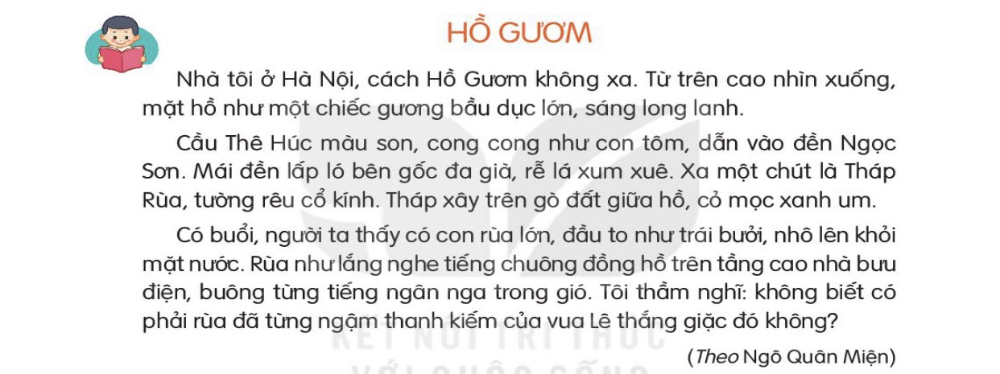 HỒ GƯƠM
Nhà tôi ở Hà Nội, cách Hồ Gươm không xa. Từ trên cao nhìn xuống,
mặt hồ như một chiếc gương bầu dục lớn, sáng long lanh.
Cầu Thê Húc màu son, cong cong như con tôm, dẫn vào đền Ngọc
Sơn. Mái đền lấp ló bên gốc đa già, rễ lá xum xuê. Xa một chút là Tháp
Rùa, tường rêu cổ kính. Tháp xây trên gò đất giữa hồ, cỏ mọc xanh um.
Có buổi, người ta thấy có con rùa lớn, đầu to như trái bưởi, nhô lên khỏi
mặt nước. Rùa như lắng nghe tiếng chuông đồng hồ trên tầng cao nhà bưu
điện, buông từng tiếng ngân nga trong gió. Tôi thầm nghĩ: không biết có
phải rùa đã từng ngậm thanh kiếm của vua Lê thắng giặc đó không?
KẾT NỐI TRI THỨC
(Theo Ngô Quân Miện)
VỚI CUỘC SỐNG